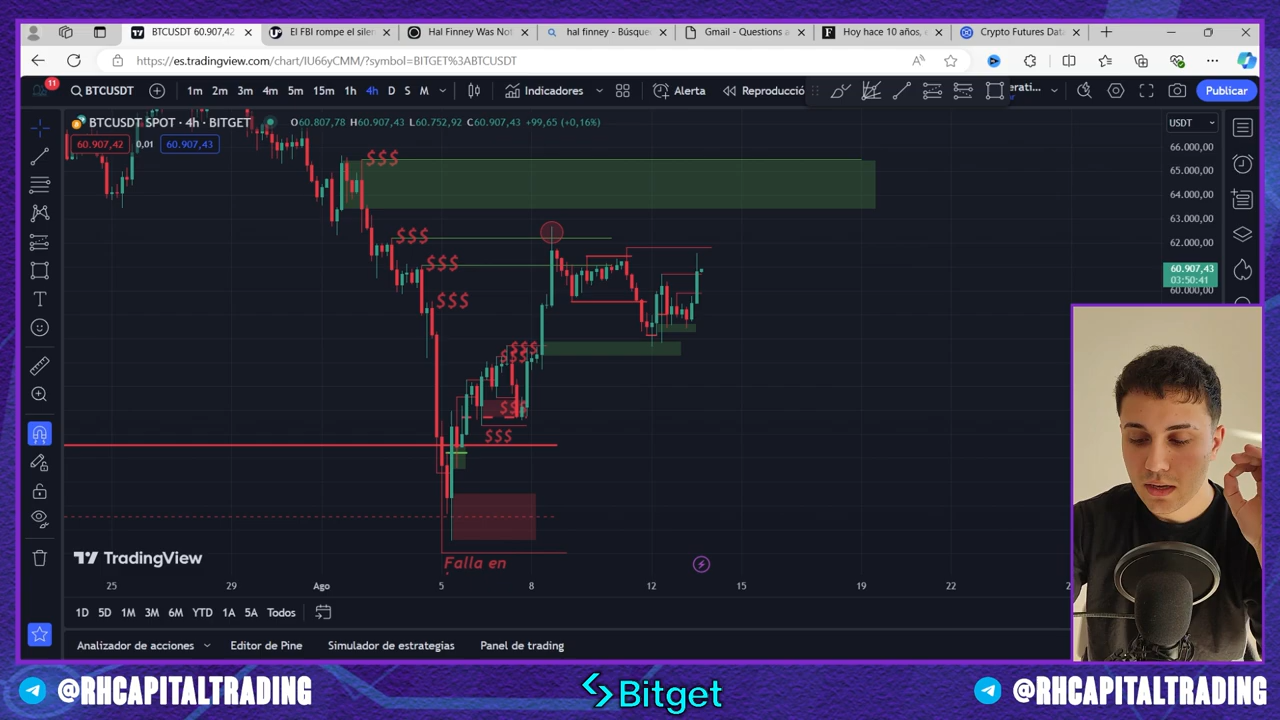 BTCUSDT 60.907,42
El FBI rompe el siler
Hal Finney Was Not
hal finney - Búsque
Gmail - Questions a
Hoy hace 10 años, e
Crypto Futures Data
https://es.tradingview.com/chart/IU66yCMM/?symbol=BITGET%3ABTCUSDT
11
BTCUSDT
1m 2m 3m 4m 5m 15m 1h 4h D S M
Indicadores
Alerta
Reproducció
erati...
Publicar
BTCUSDT SPOT · 4h · BITGET
O60.807,78 H60.907,43 L60.752,92 C60.907,43 +99,65 (+0,16%)
USDT
60.907,42
0,01
60.907,43
66.000,00
65.000,00
64.000,00
63.000,00
62.000,00
60.907,43
03:50:41
60.000,00
$$$
$$$
$$$
$$$
$$$
$$$
$$$
$$$
Falla en
TradingView
25 29 Ago 5 8 12 15 19 22
1D 5D 1M 3M 6M YTD 1A 5A Todos
Analizador de acciones
Editor de Pine
Simulador de estrategias
Panel de trading
@RHCAPITALTRADING
Bitget
@RHCAPITALTRADING